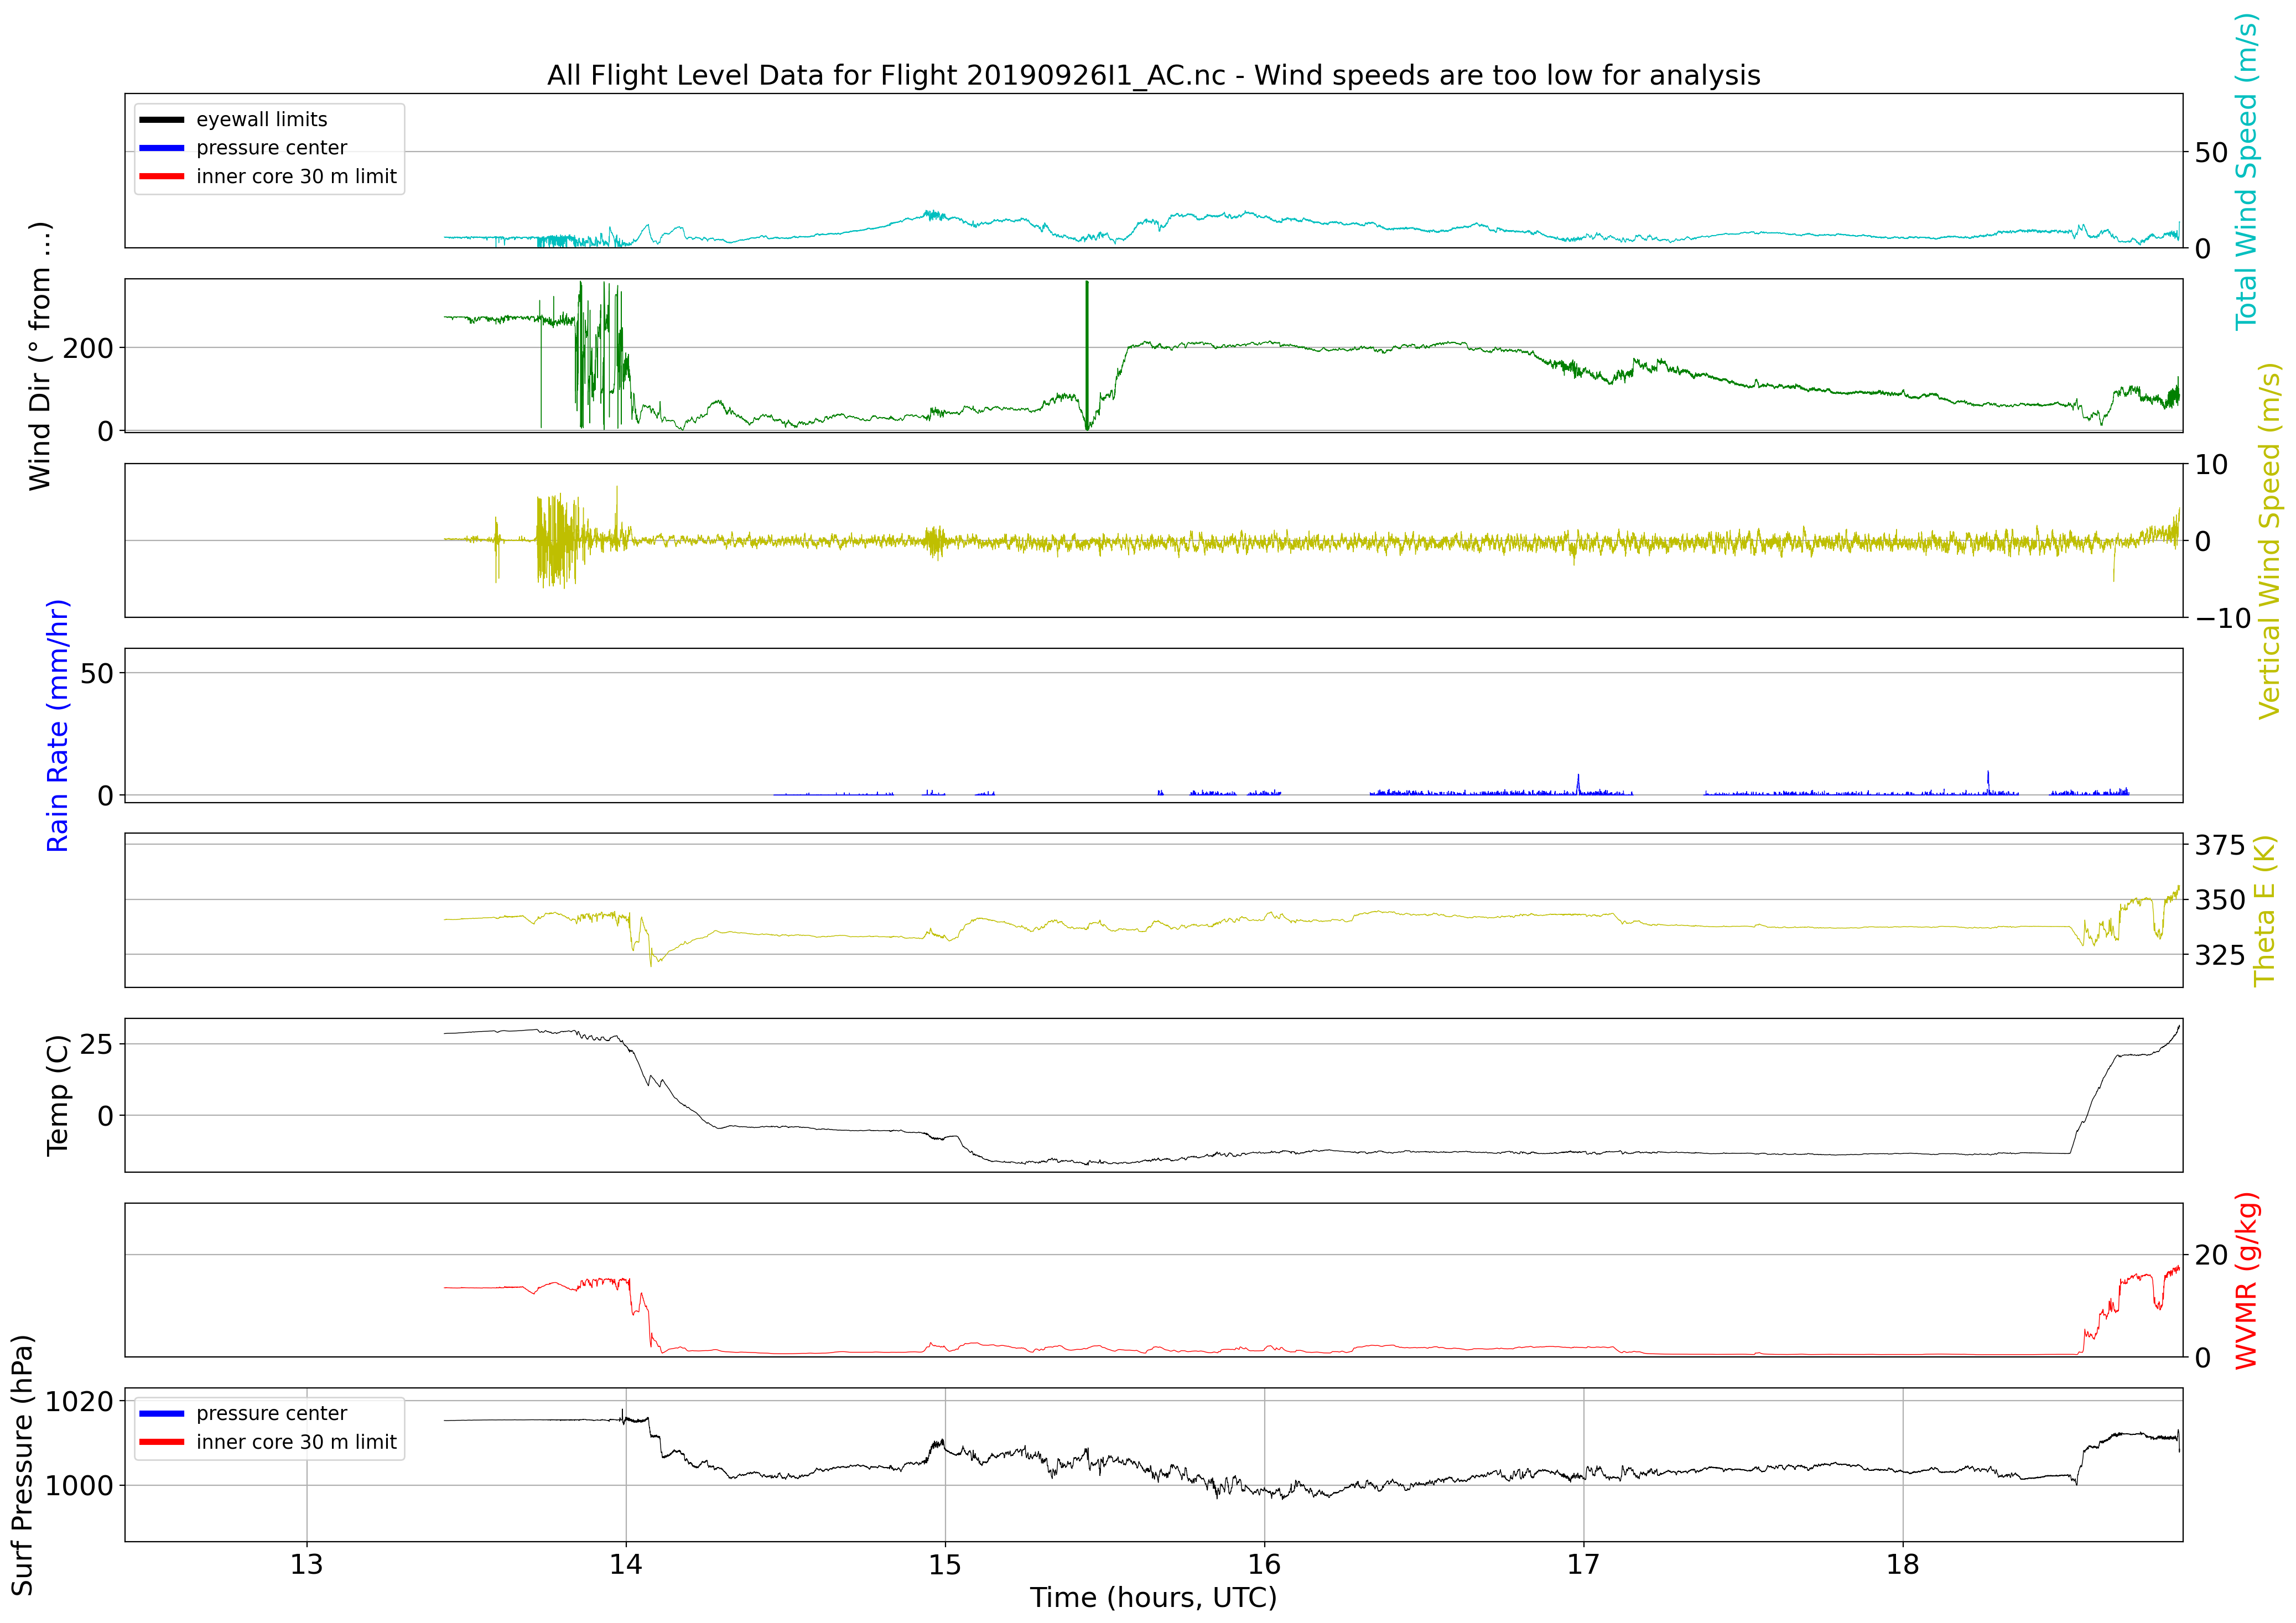 All Flight Level Data for Flight 20190926I1_AC.nc - Wind speeds are too low for analysis
eyewall limits
pressure center
inner core 30 m limit
50
0
Total Wind Speed (m/s)
Wind Dir (° from ...)
200
0
10
0
−10
Vertical Wind Speed (m/s)
Rain Rate (mm/hr)
50
0
375
350
325
Theta E (K)
Temp (C)
25
0
20
0
WVMR (g/kg)
Surf Pressure (hPa)
1020
1000
pressure center
inner core 30 m limit
13 14 15 16 17 18
Time (hours, UTC)